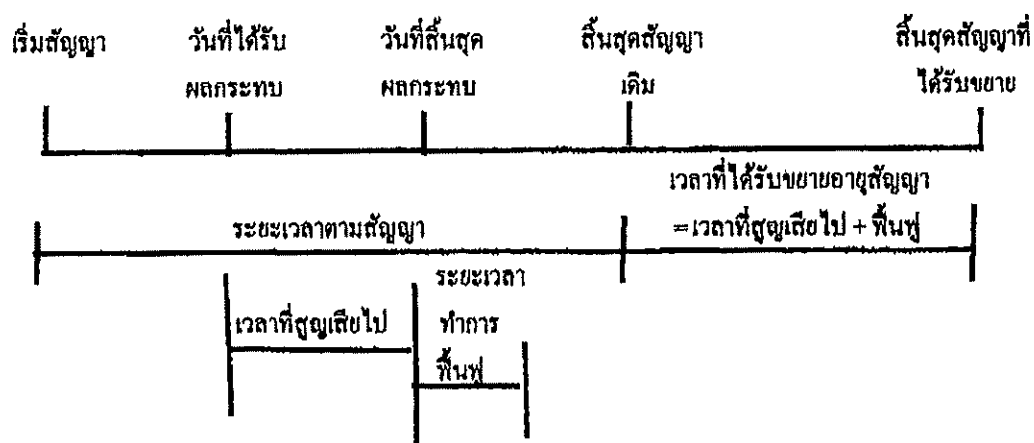 เริ่มสัญญา วันที่ได้รับ วันที่สิ้นสุด สิ้นสุดสัญญา สิ้นสุดสัญญาที่
ผลกระทบ ผลกระทบ เดิม ได้รับขยาย
เวลาที่ได้รับขยายอายุสัญญา
ระยะเวลาตามสัญญา =เวลาที่สูญเสียไป + ฟื้นฟู
ระยะเวลา
เวลาที่สูญเสียไป ทำการ
ฟื้นฟู